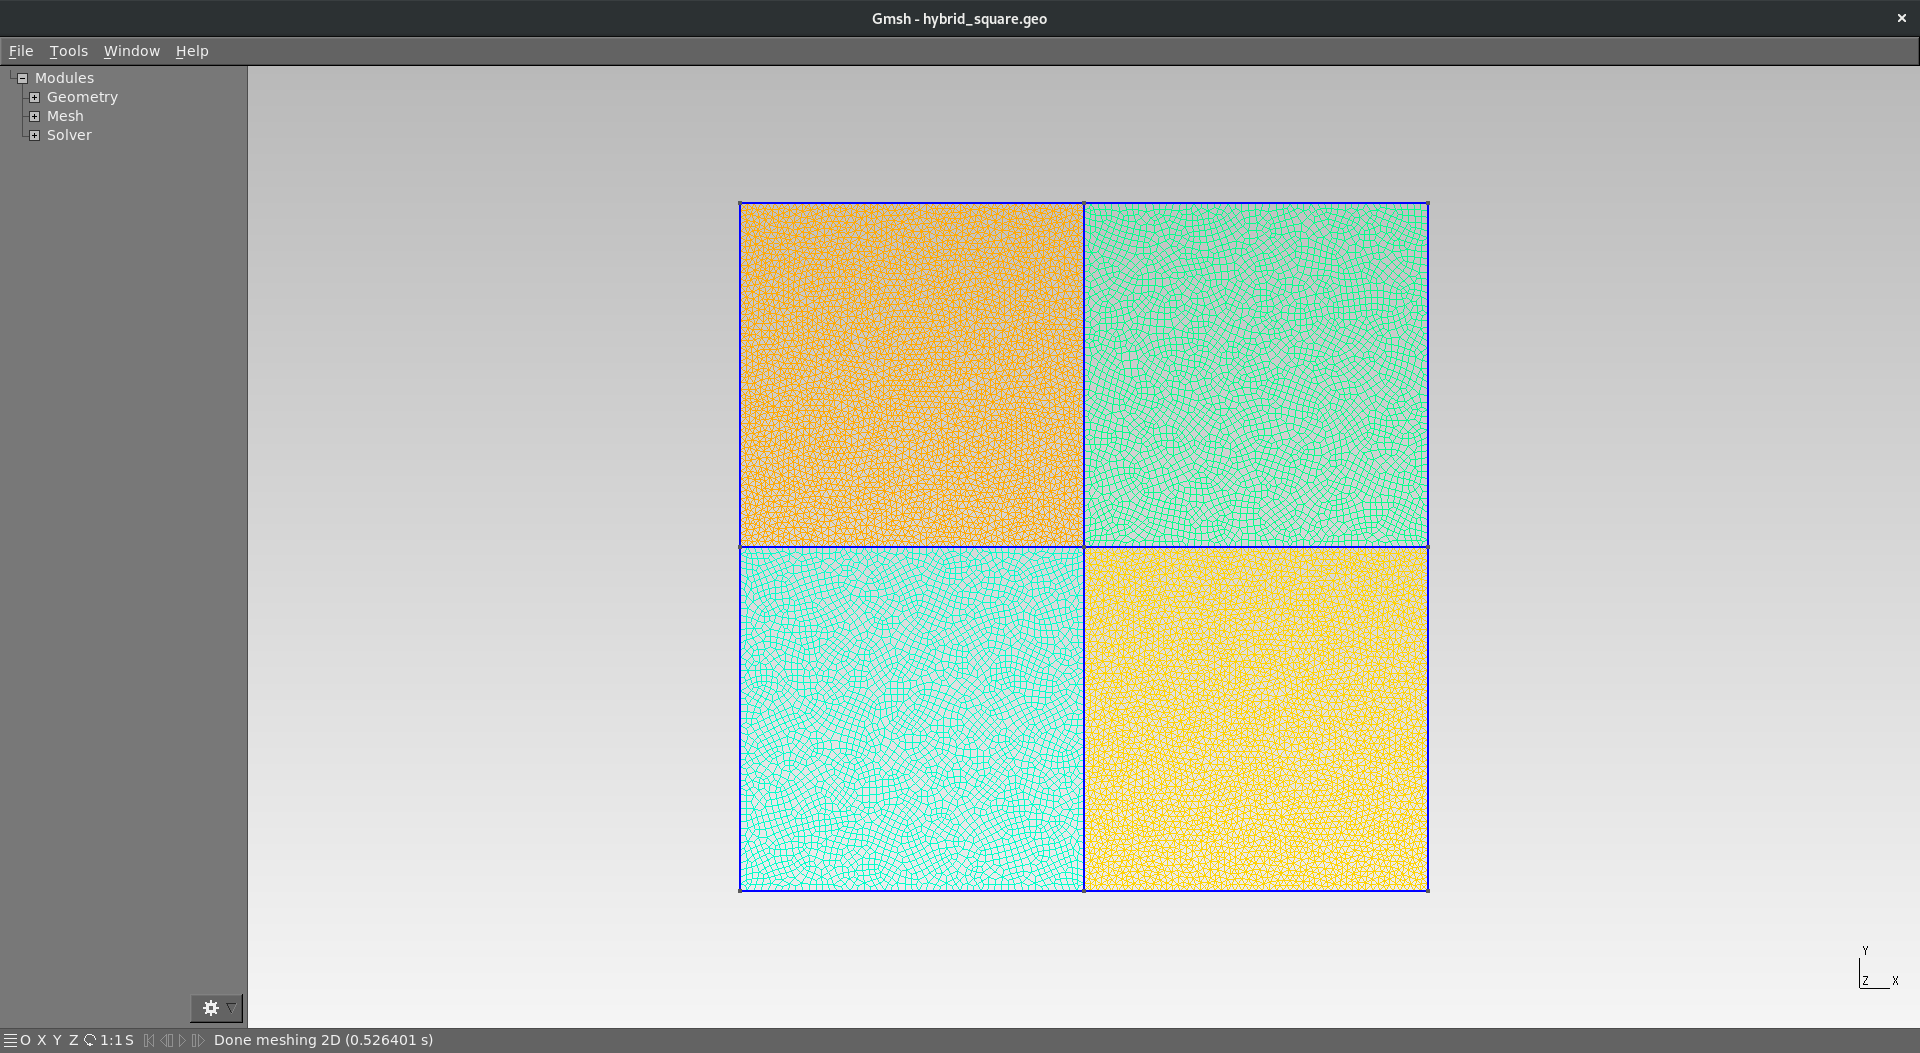 Gmsh - hybrid_square.geo
File Tools Window Help
Modules
Geometry
Mesh
Solver
Y
Z X
O X Y Z 1:1 S Done meshing 2D (0.526401 s)